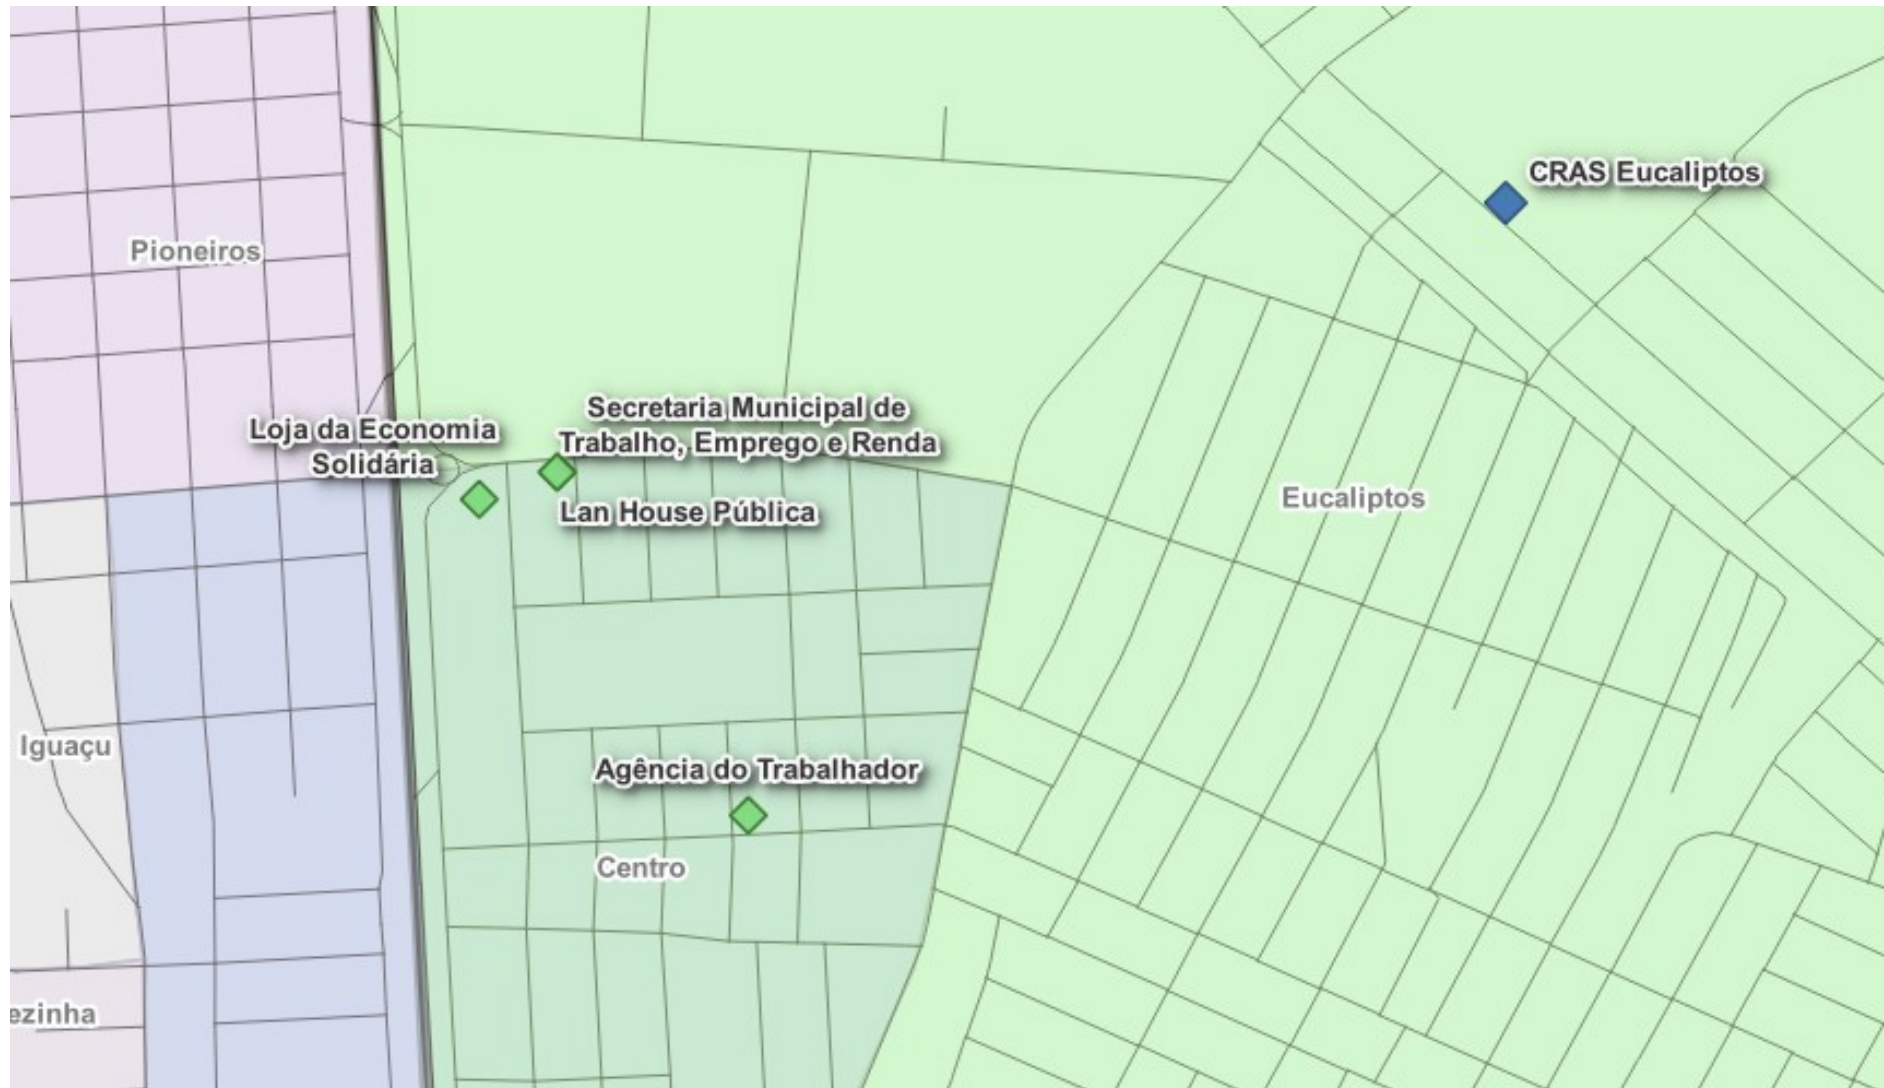 CRAS Eucaliptos
Pioneiros
Secretaria Municipal de
Trabalho, Emprego e Renda
Loja da Economia
Solidária
Lan House Pública
Eucaliptos
Iguaçu
Agência do Trabalhador
Centro
ezinha